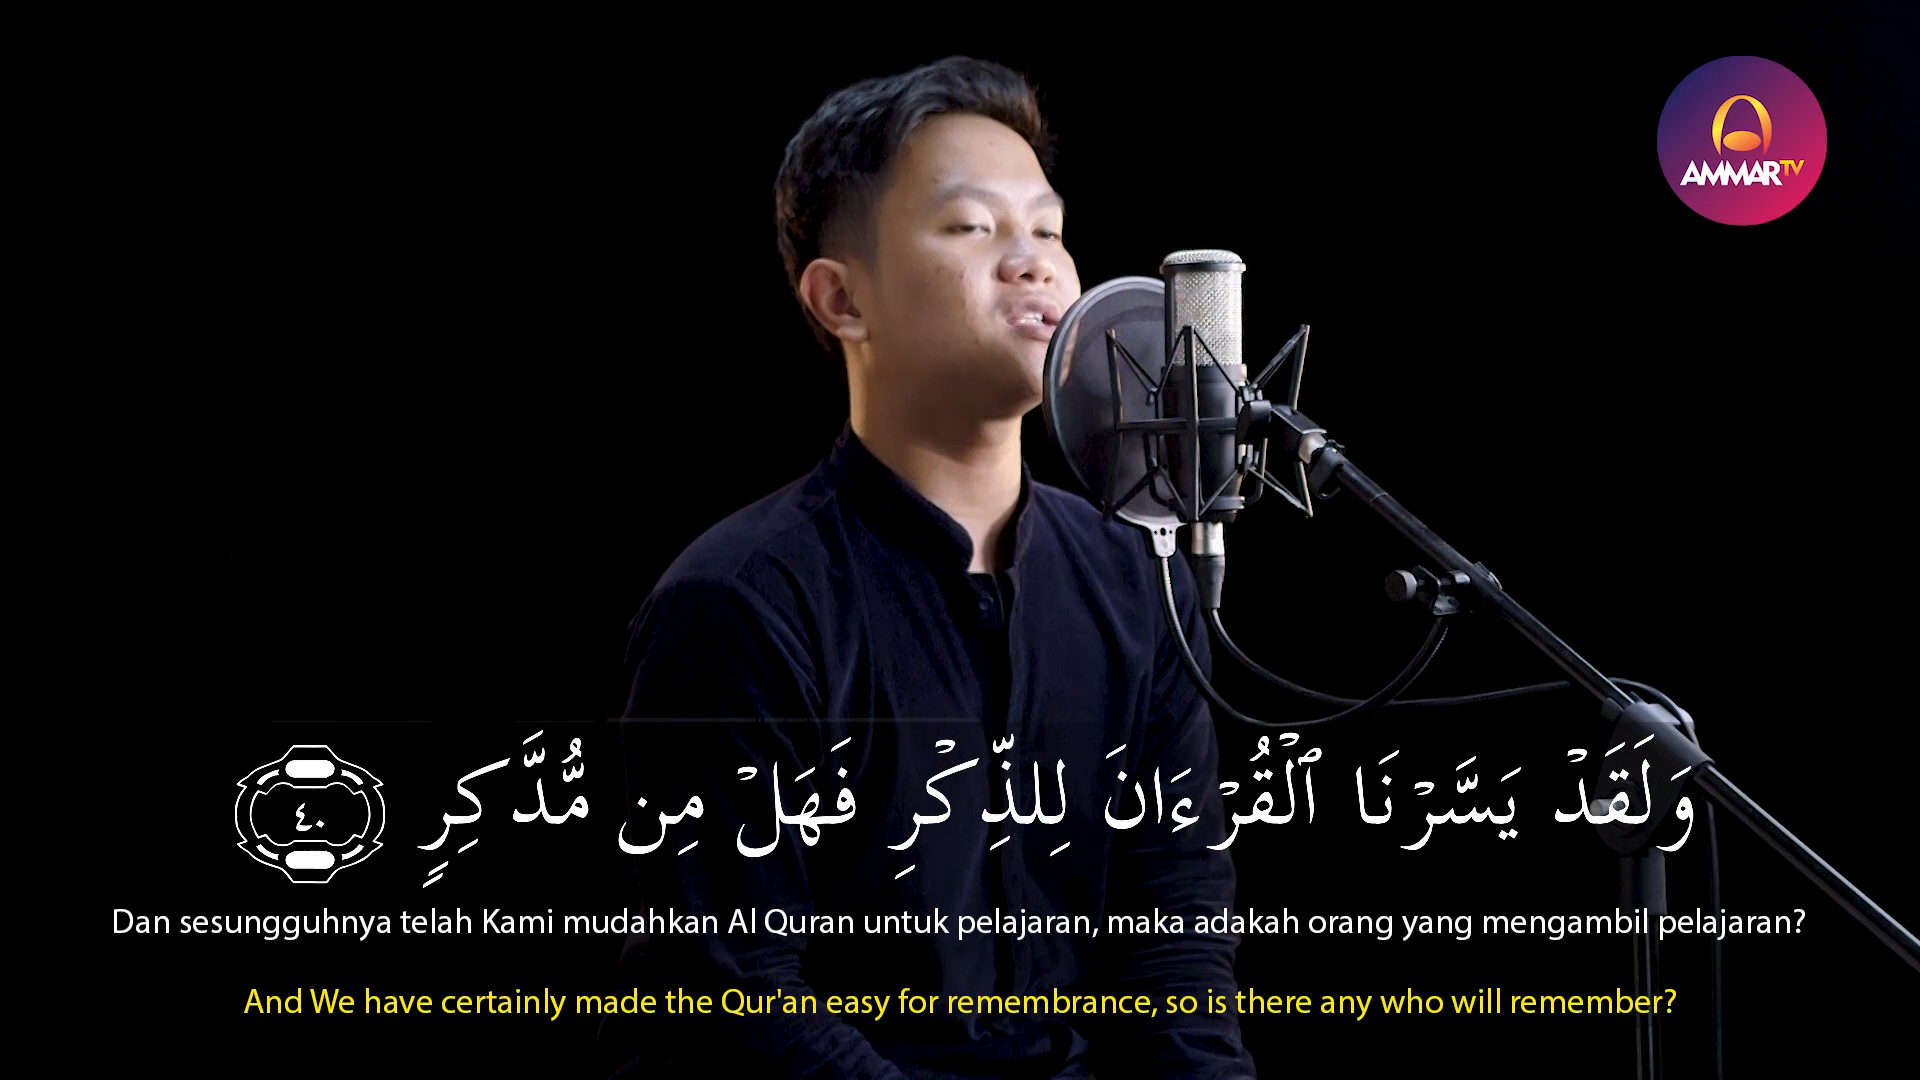 AMMARTV
وَلَقَدْ يَسَّرْنَا ٱلْقُرْءَانَ لِلذِّكْرِ فَهَلْ مِن مُّدَّكِرٍ ٤٠
Dan sesungguhnya telah Kami mudahkan Al Quran untuk pelajaran, maka adakah orang yang mengambil pelajaran?
And We have certainly made the Qur'an easy for remembrance, so is there any who will remember?